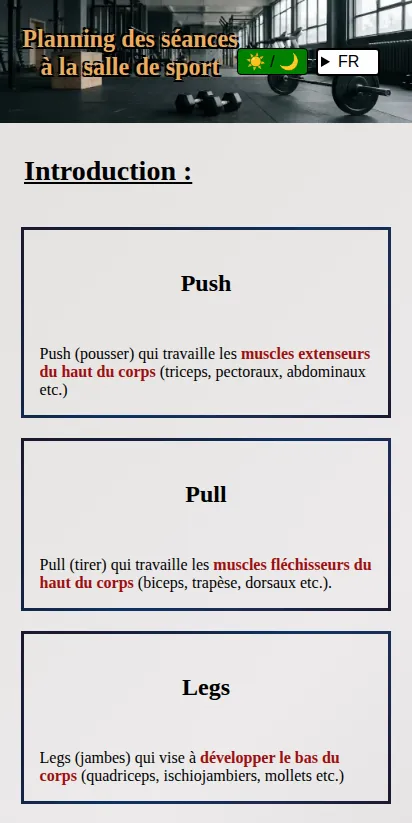 Planning des séances
à la salle de sport
☀️ / 🌙
FR
Introduction :
Push
Push (pousser) qui travaille les muscles extenseurs
du haut du corps (triceps, pectoraux, abdominaux
etc.)
Pull
Pull (tirer) qui travaille les muscles fléchisseurs du
haut du corps (biceps, trapèse, dorsaux etc.).
Legs
Legs (jambes) qui vise à développer le bas du
corps (quadriceps, ischiojambiers, mollets etc.)